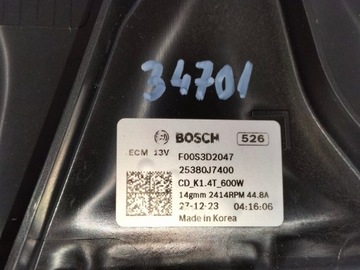 34701
BOSCH 526
ECM 13V F00S3D2047
25380J7400
CD_K1.4T_600W
14gmm 2414RPM 44.8A
27-12-23 04:16:06
Made in Korea